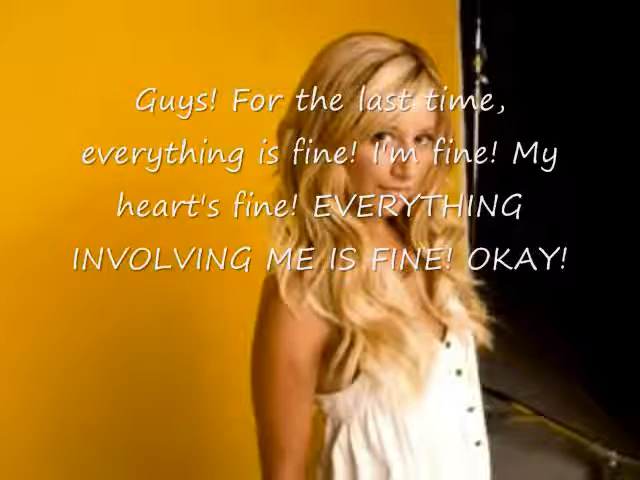 Guys! For the last time,
everything is fine! I'm fine! My
heart's fine! EVERYTHING
INVOLVING ME IS FINE! OKAY!